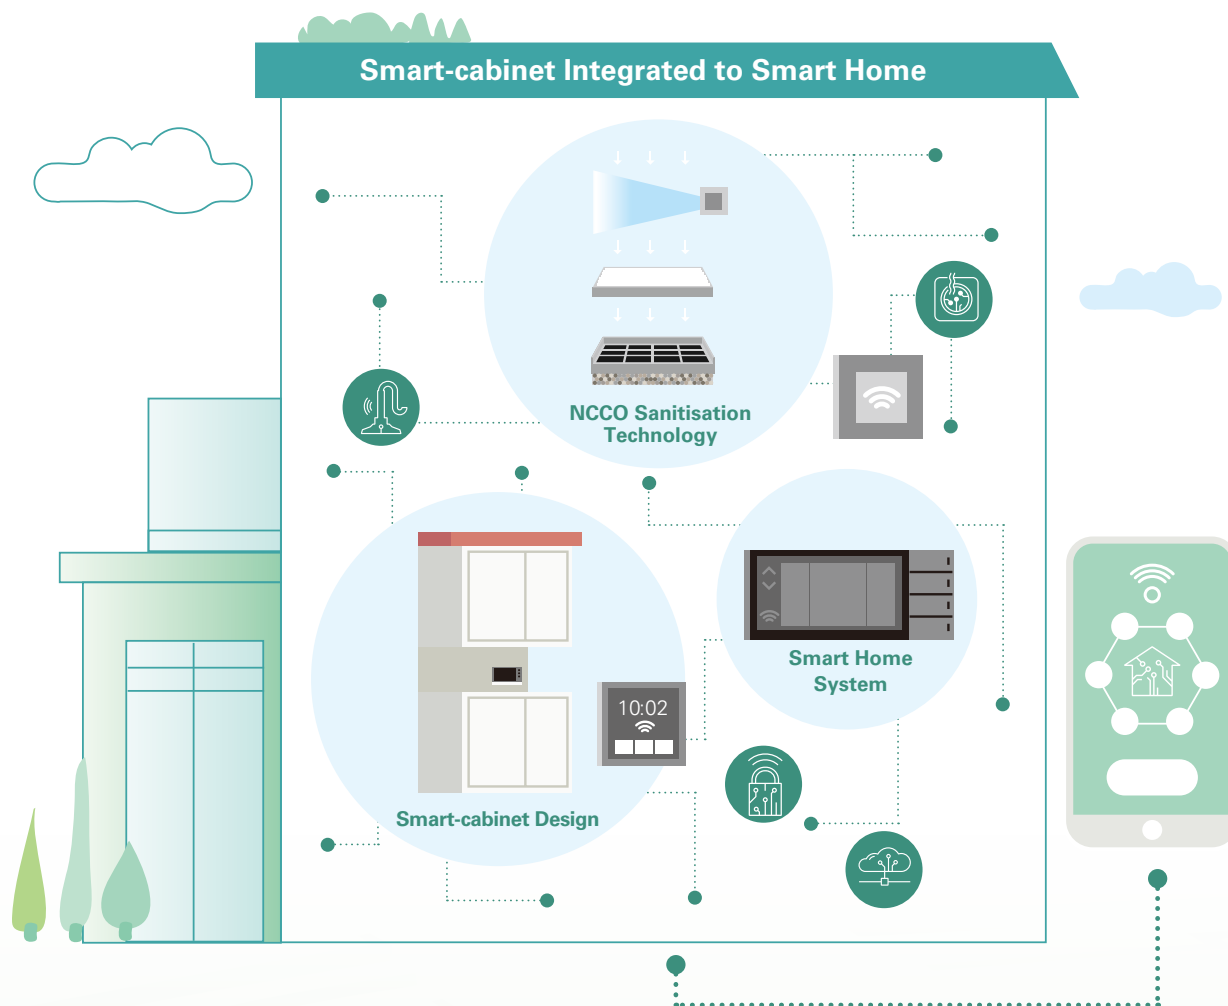 Smart-cabinet Integrated to Smart Home
NCCO Sanitisation
Technology
Smart Home
System
10:02
Smart-cabinet Design